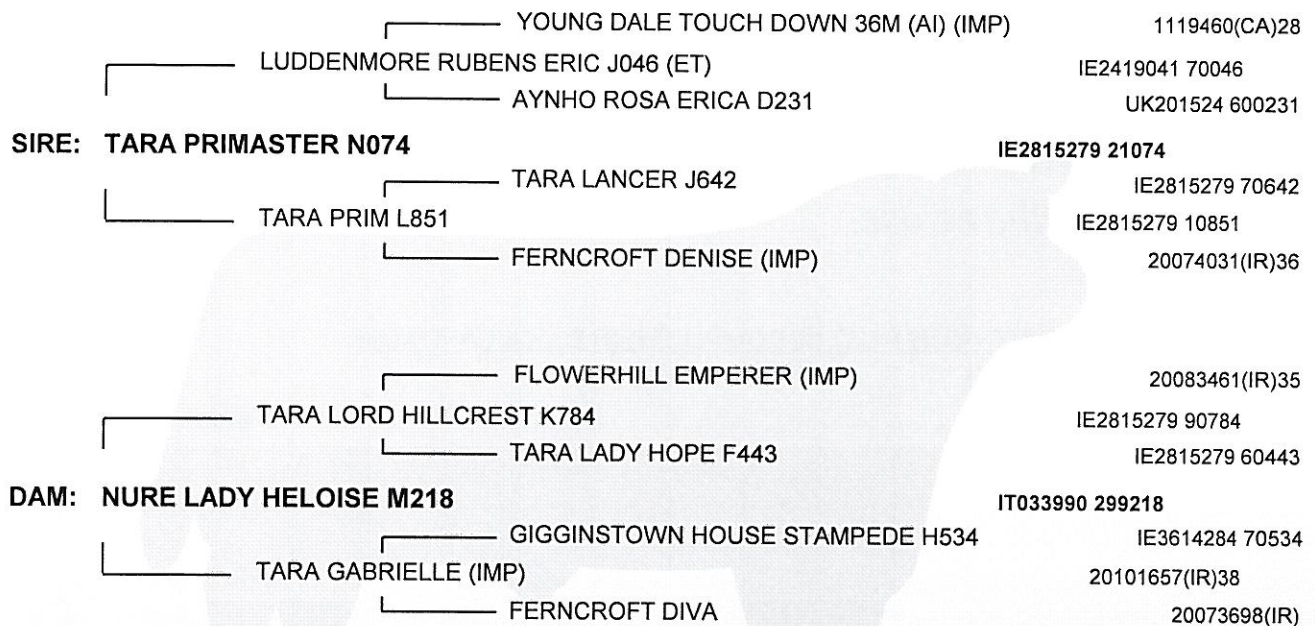 YOUNG DALE TOUCH DOWN 36M (AI) (IMP) 1119460(CA)28
LUDDENMORE RUBENS ERIC J046 (ET) IE2419041 70046
AYNHO ROSA ERICA D231 UK201524 600231
SIRE: TARA PRIMASTER N074 IE2815279 21074
TARA LANCER J642 IE2815279 70642
TARA PRIM L851 IE2815279 10851
FERNCROFT DENISE (IMP) 20074031(IR)36
FLOWERHILL EMPERER (IMP) 20083461(IR)35
TARA LORD HILLCREST K784 IE2815279 90784
TARA LADY HOPE F443 IE2815279 60443
DAM: NURE LADY HELOISE M218 IT033990 299218
GIGGINSTOWN HOUSE STAMPEDE H534 IE3614284 70534
TARA GABRIELLE (IMP) 20101657(IR)38
FERNCROFT DIVA 20073698(IR)